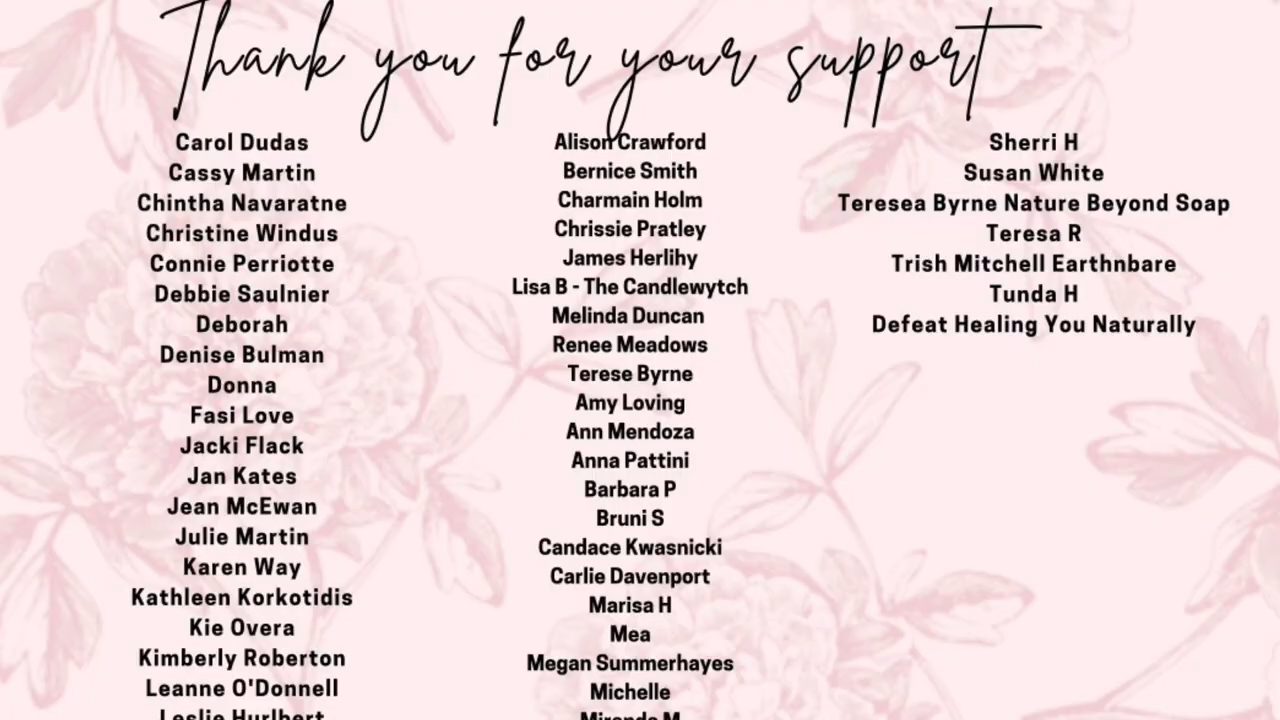 Thank you for your support
Carol Dudas
Cassy Martin
Chintha Navaratne
Christine Windus
Connie Perriotte
Debbie Saulnier
Deborah
Denise Bulman
Donna
Fasi Love
Jacki Flack
Jan Kates
Jean McEwan
Julie Martin
Karen Way
Kathleen Korkotidis
Kie Overa
Kimberly Roberton
Leanne O'Donnell
Leslie Hurlbert
Alison Crawford
Bernice Smith
Charmain Holm
Chrissie Pratley
James Herlihy
Lisa B - The Candlewytch
Melinda Duncan
Renee Meadows
Terese Byrne
Amy Loving
Ann Mendoza
Anna Pattini
Barbara P
Bruni S
Candace Kwasnicki
Carlie Davenport
Marisa H
Mea
Megan Summerhayes
Michelle
Miranda M
Sherri H
Susan White
Teresea Byrne Nature Beyond Soap
Teresa R
Trish Mitchell Earthnbare
Tunda H
Defeat Healing You Naturally